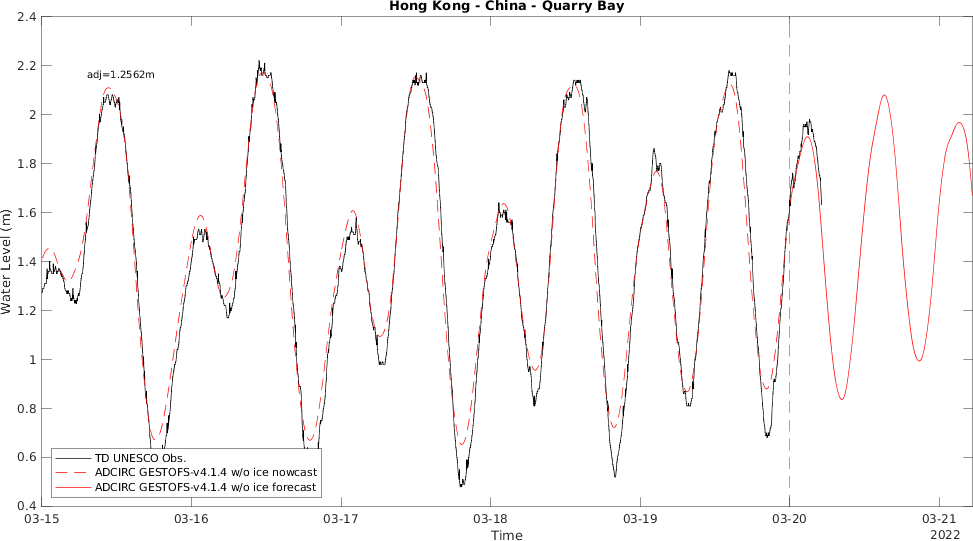 Hong Kong - China - Quarry Bay
2.4
2.2
adj=1.2562m
2
1.8
1.6
1.4
1.2
1
0.8
0.6
0.4
Water Level (m)
TD UNESCO Obs.
ADCIRC GESTOFS-v4.1.4 w/o ice nowcast
ADCIRC GESTOFS-v4.1.4 w/o ice forecast
03-15
03-16
03-17
03-18
03-19
03-20
03-21
Time
2022